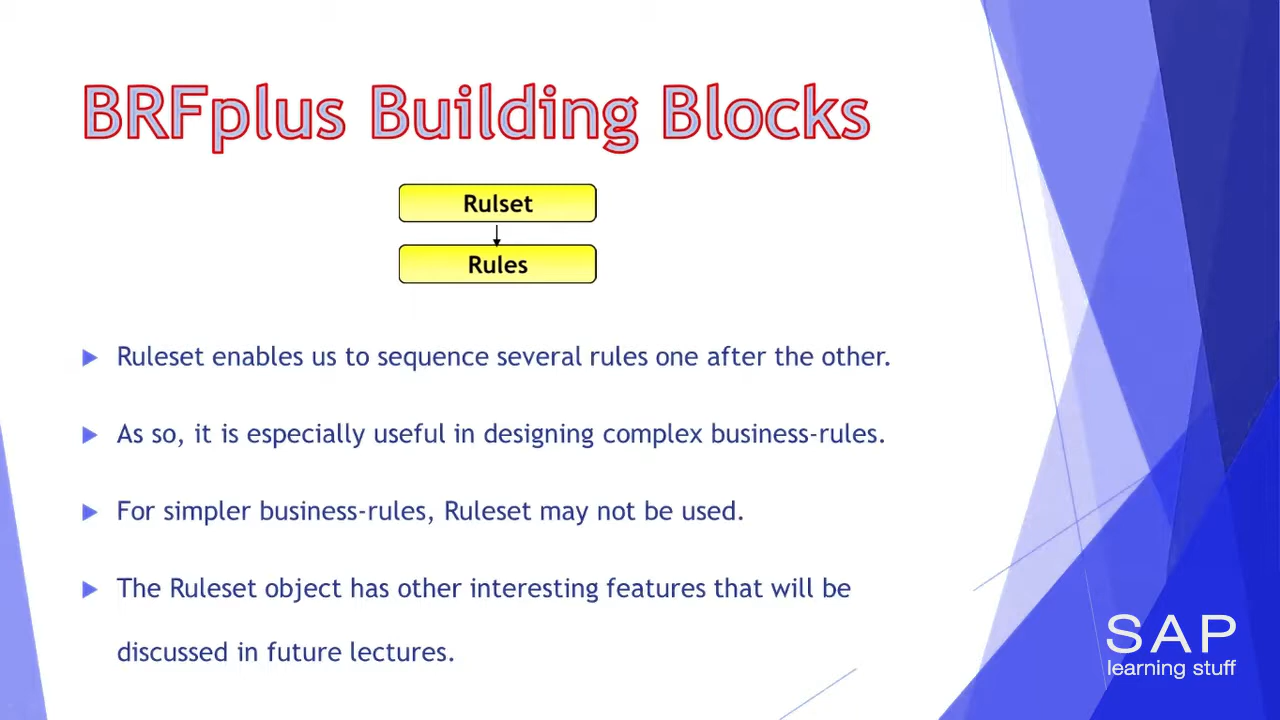 BRFplus Building Blocks
Rulset
Rules
Ruleset enables us to sequence several rules one after the other.
As so, it is especially useful in designing complex business-rules.
For simpler business-rules, Ruleset may not be used.
The Ruleset object has other interesting features that will be
discussed in future lectures.
SAP
learning stuff